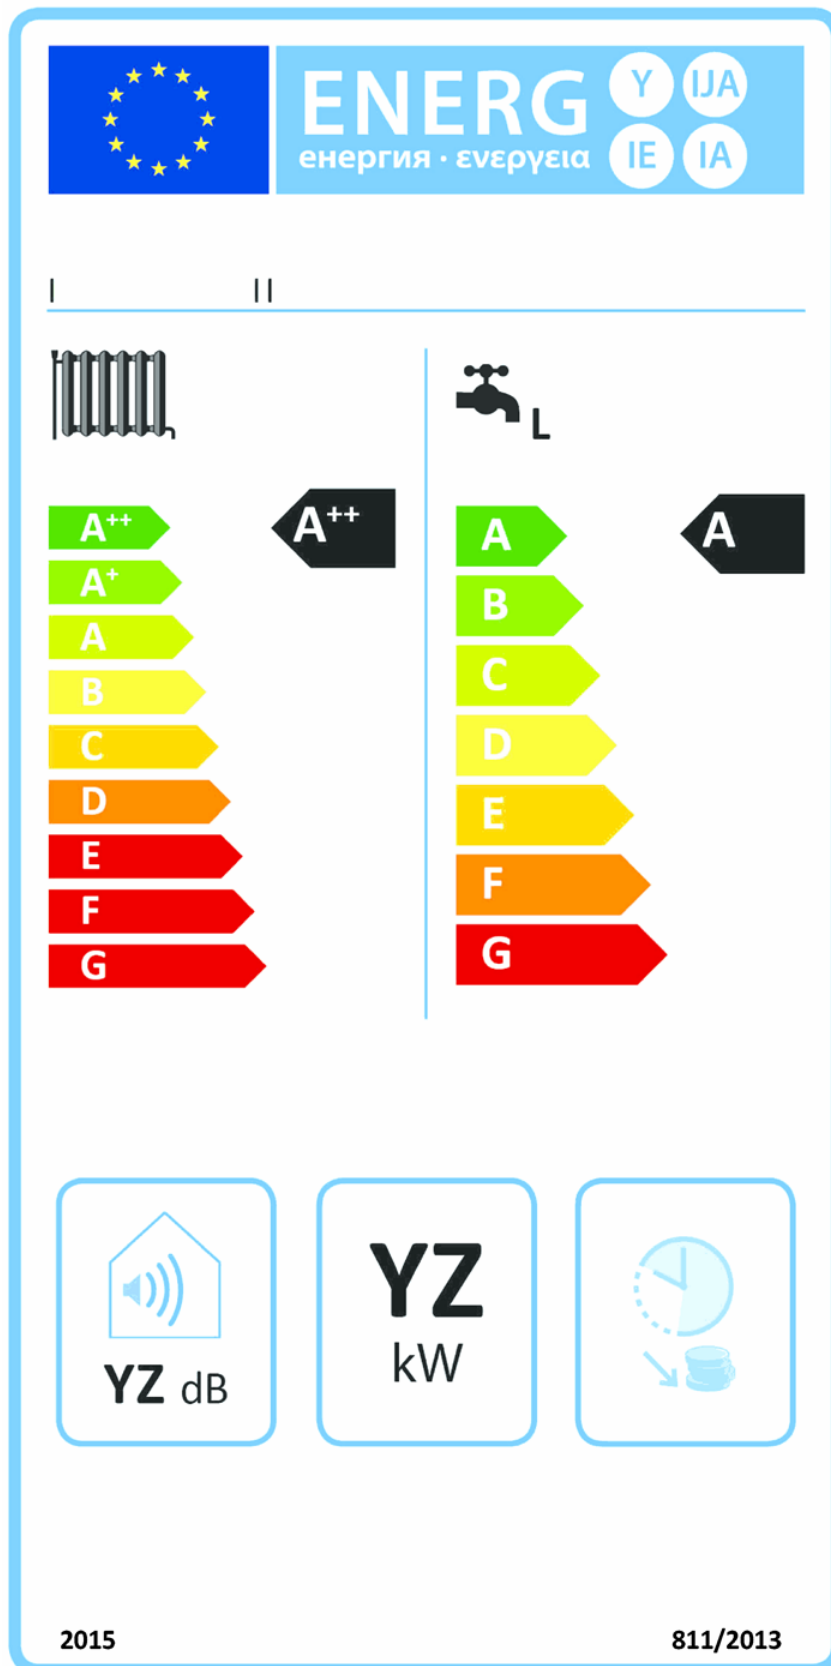 ENERG Y IJA
енергия · ενεργεια IE IA
I II
L
A++ A++
A+
A
B
C
D
E
F
G
A A
B
C
D
E
F
G
YZ dB
YZ
kW
2015 811/2013